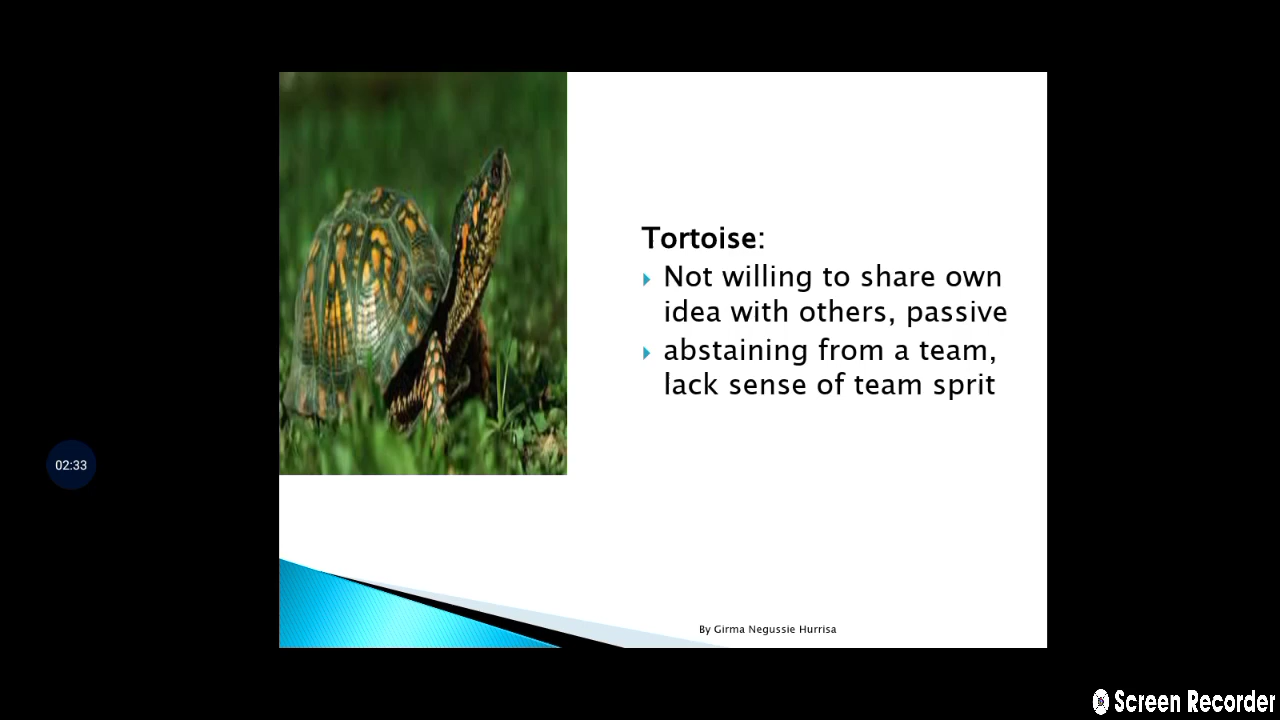 Tortoise:
Not willing to share own
idea with others, passive
abstaining from a team,
lack sense of team sprit
02:33
By Girma Negussie Hurrisa
Screen Recorder